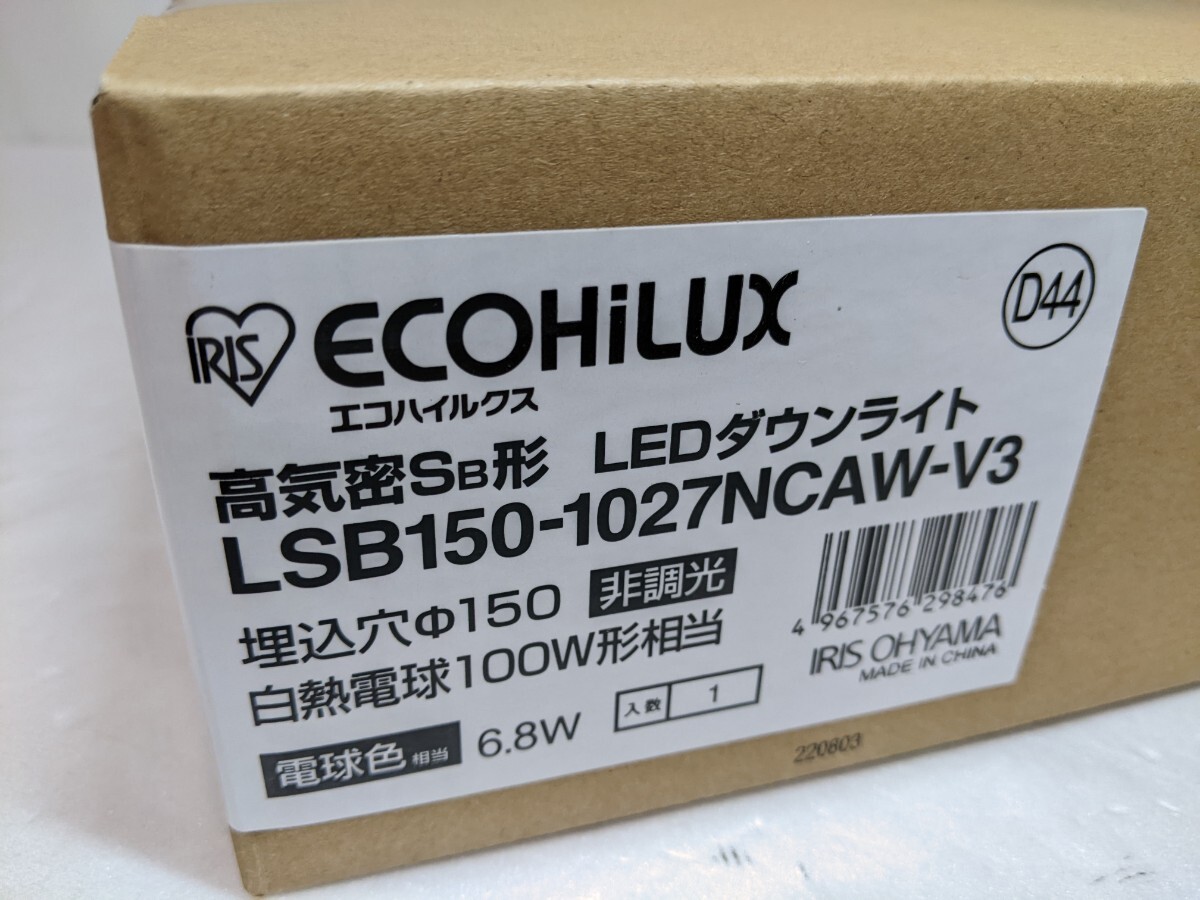 IRIS ECOHiLUX
エコハイルクス
D44
高気密SB形 LEDダウンライト
LSB150-1027NCAW-V3
埋込穴Φ150 非調光
白熱電球100W形相当
電球色相当 6.8W
入数 1
4 967576 298476
IRIS OHYAMA
MADE IN CHINA
220803